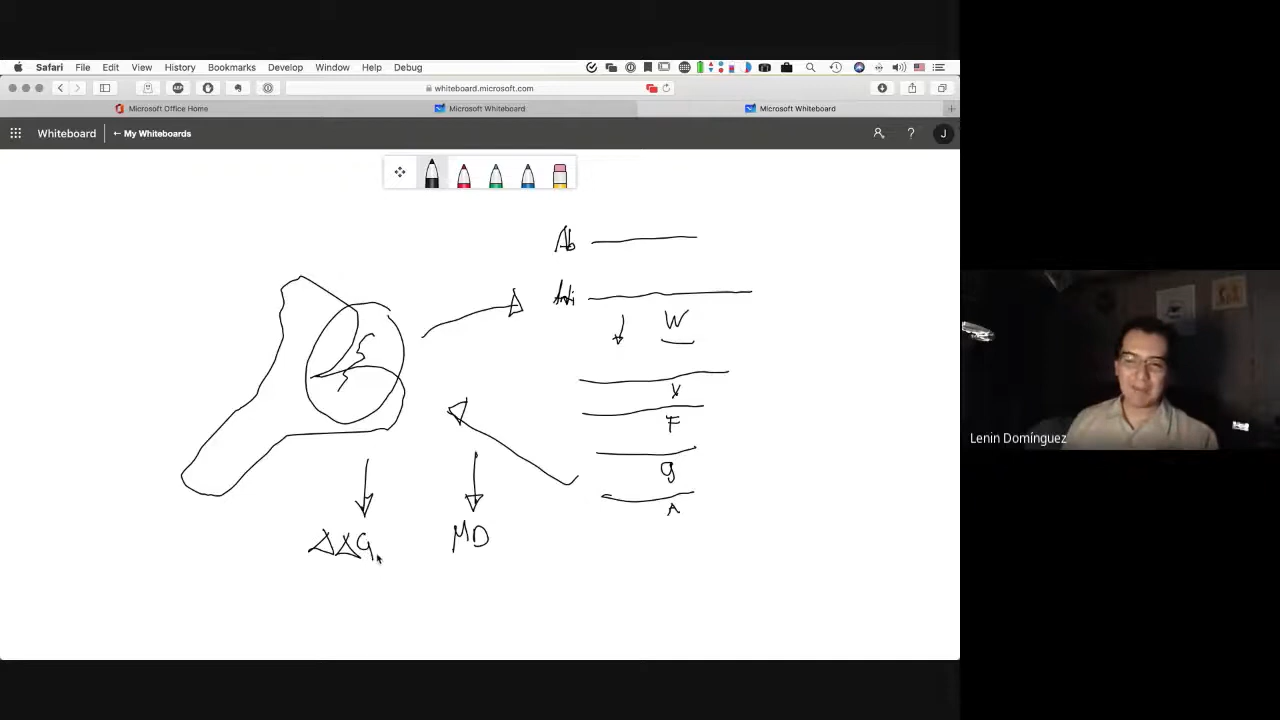 Safari File Edit View History Bookmarks Develop Window Help Debug
whiteboard.microsoft.com
Microsoft Office Home Microsoft Whiteboard Microsoft Whiteboard
Whiteboard ← My Whiteboards ? J
Ab
Anti
W
F
g
A
ΔΔG
MD
Lenin Domínguez